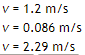 v = 1.2 m/s
v = 0.086 m/s
v = 2.29 m/s